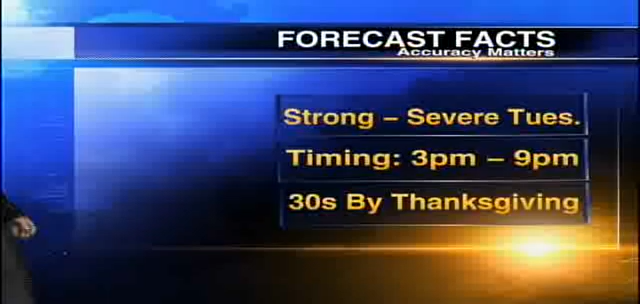 FORECAST FACTS
Accuracy Matters
Strong – Severe Tues.
Timing: 3pm – 9pm
30s By Thanksgiving